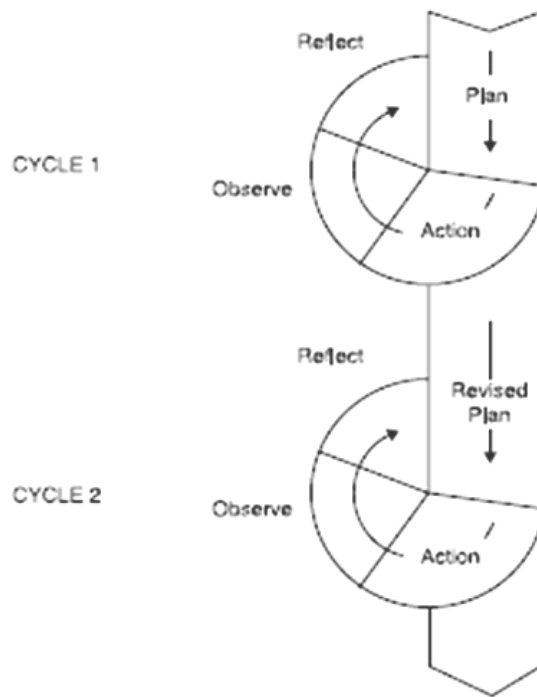 Reflect
Plan
CYCLE 1
Observe
Action
Reflect
Revised
Plan
CYCLE 2
Observe
Action